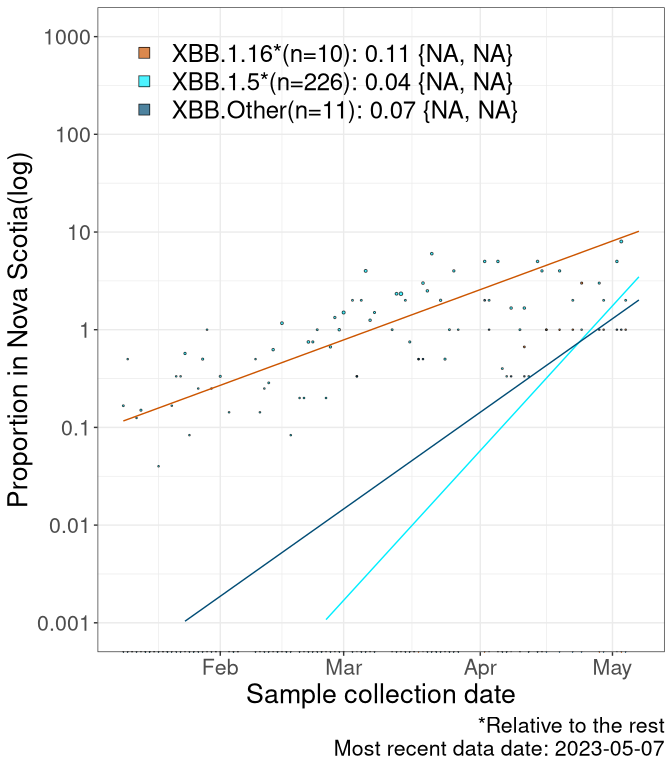 1000
100
10
1
0.1
0.01
0.001
Proportion in Nova Scotia(log)
XBB.1.16*(n=10): 0.11 {NA, NA}
XBB.1.5*(n=226): 0.04 {NA, NA}
XBB.Other(n=11): 0.07 {NA, NA}
Feb Mar Apr May
Sample collection date
*Relative to the rest
Most recent data date: 2023-05-07